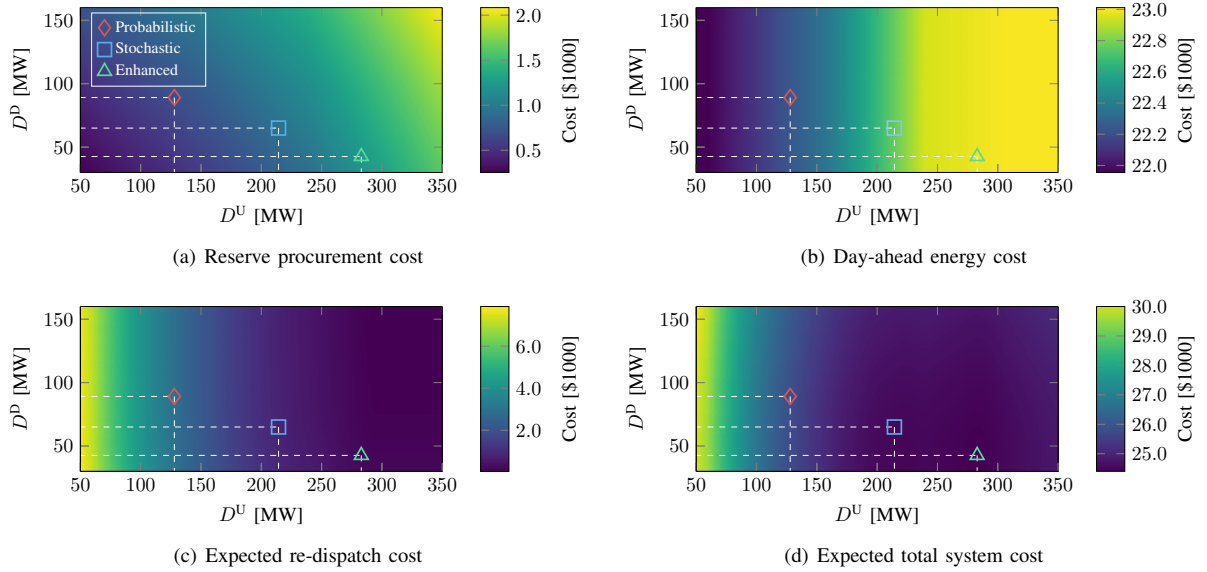 150
100
50
D^D [MW]
Probabilistic
Stochastic
Enhanced
50 100 150 200 250 300 350
D^U [MW]
2.0
1.5
1.0
0.5
Cost [$1000]
(a) Reserve procurement cost
150
100
50
D^D [MW]
50 100 150 200 250 300 350
D^U [MW]
23.0
22.8
22.6
22.4
22.2
22.0
Cost [$1000]
(b) Day-ahead energy cost
150
100
50
D^D [MW]
50 100 150 200 250 300 350
D^U [MW]
6.0
4.0
2.0
Cost [$1000]
(c) Expected re-dispatch cost
150
100
50
D^D [MW]
50 100 150 200 250 300 350
D^U [MW]
30.0
29.0
28.0
27.0
26.0
25.0
Cost [$1000]
(d) Expected total system cost